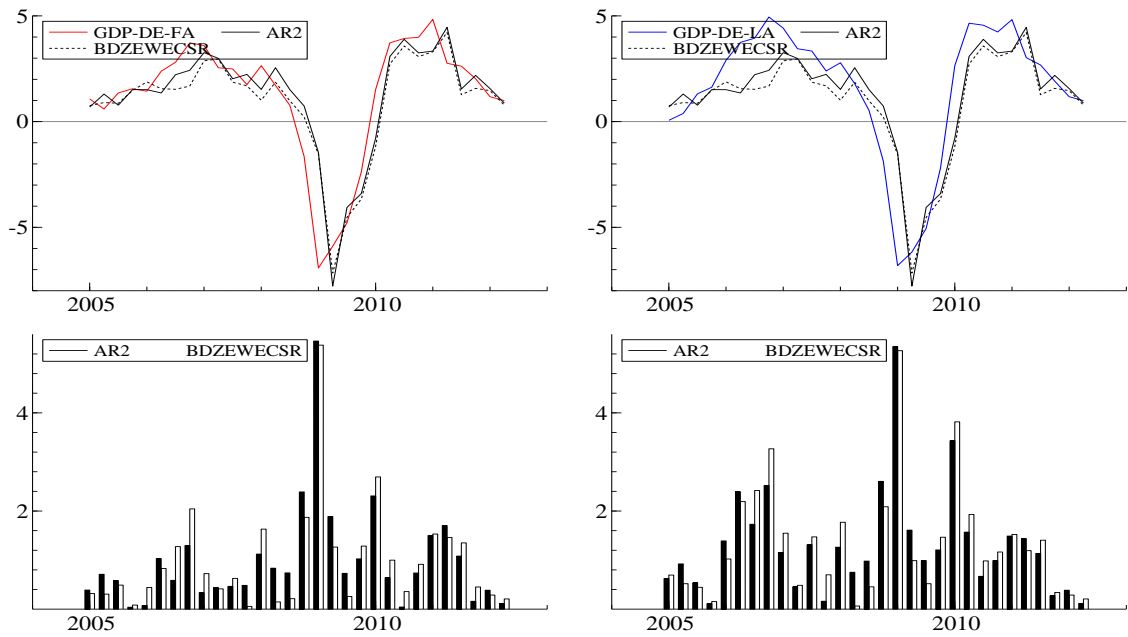 5
GDP-DE-FA AR2
BDZEWECSR
0
-5
2005 2010
5
GDP-DE-LA AR2
BDZEWECSR
0
-5
2005 2010
AR2 BDZEWECSR
4
2
2005 2010
AR2 BDZEWECSR
4
2
2005 2010